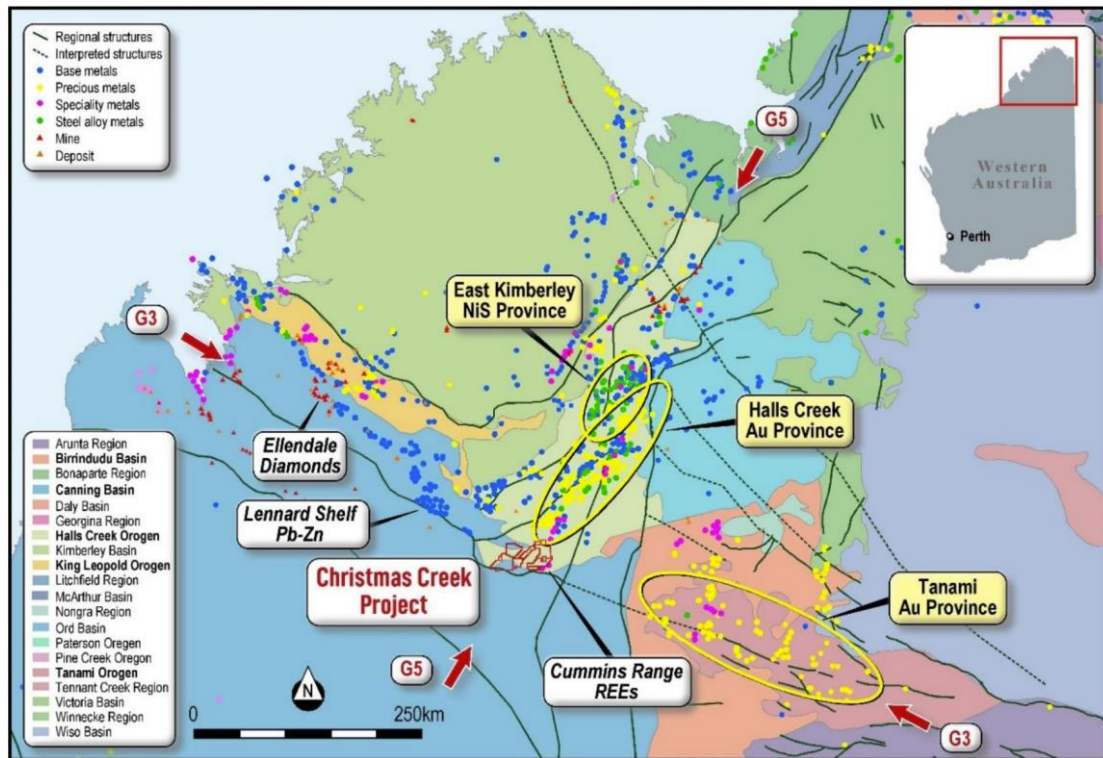 Regional structures
Interpreted structures
Base metals
Precious metals
Speciality metals
Steel alloy metals
Mine
Deposit
G5
Western
Australia
Perth
East Kimberley
NiS Province
G3
Halls Creek
Au Province
Ellendale
Diamonds
Lennard Shelf
Pb-Zn
Christmas Creek
Project
Tanami
Au Province
Cummins Range
REEs
G5
G3
N
0
250km
Arunta Region
Birrindudu Basin
Bonaparte Region
Canning Basin
Daly Basin
Georgina Region
Halls Creek Orogen
Kimberley Basin
King Leopold Orogen
Litchfield Region
McArthur Basin
Nongra Region
Ord Basin
Paterson Oregen
Pine Creek Oregon
Tanami Orogen
Tennant Creek Region
Victoria Basin
Winnecke Region
Wiso Basin